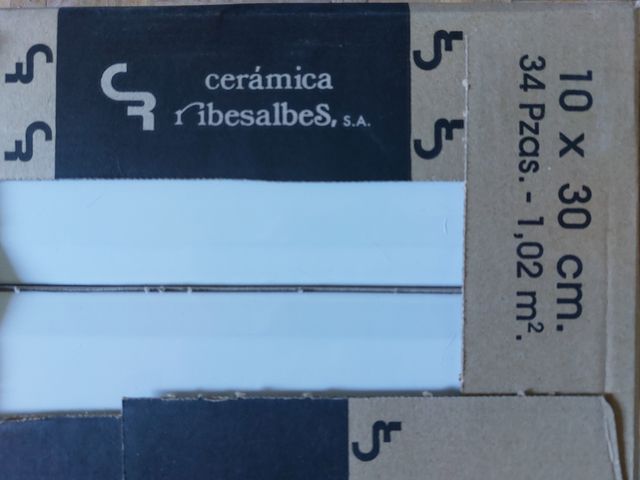 cerámica
ribesalbes, S.A.
10 x 30 cm.
34 Pzas. - 1,02 m².